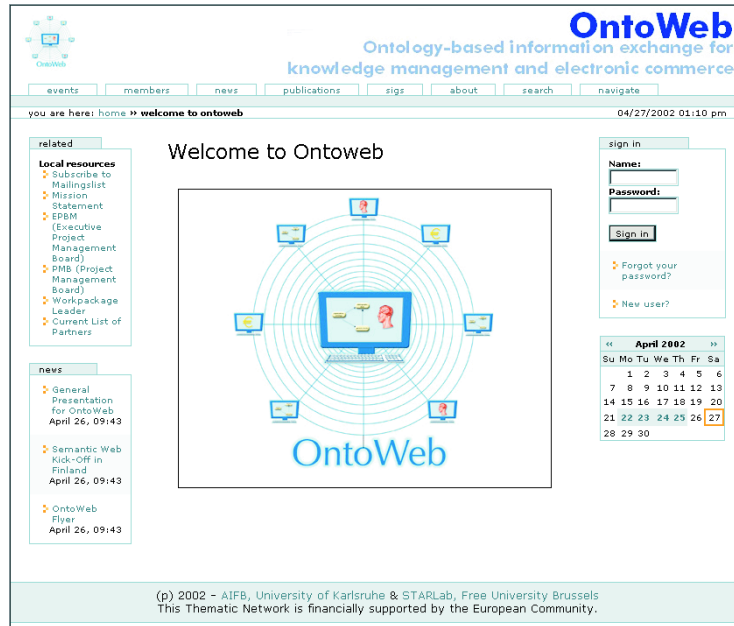 OntoWeb
OntoWeb
Ontology-based information exchange for
knowledge management and electronic commerce
events members news publications sigs about search navigate
you are here: home » welcome to ontoweb 04/27/2002 01:10 pm
related
Local resources
Subscribe to
Mailingslist
Mission
Statement
EPBM
(Executive
Project
Management
Board)
PMB (Project
Management
Board)
Workpackage
Leader
Current List of
Partners
news
General
Presentation
for OntoWeb
April 26, 09:43
Semantic Web
Kick-Off in
Finland
April 26, 09:43
OntoWeb
Flyer
April 26, 09:43
Welcome to Ontoweb
OntoWeb
sign in
Name:
Password:
Sign in
Forgot your
password?
New user?
‹‹ April 2002 ››
Su Mo Tu We Th Fr Sa
1 2 3 4 5 6
7 8 9 10 11 12 13
14 15 16 17 18 19 20
21 22 23 24 25 26 27
28 29 30
(p) 2002 - AIFB, University of Karlsruhe & STARLab, Free University Brussels
This Thematic Network is financially supported by the European Community.